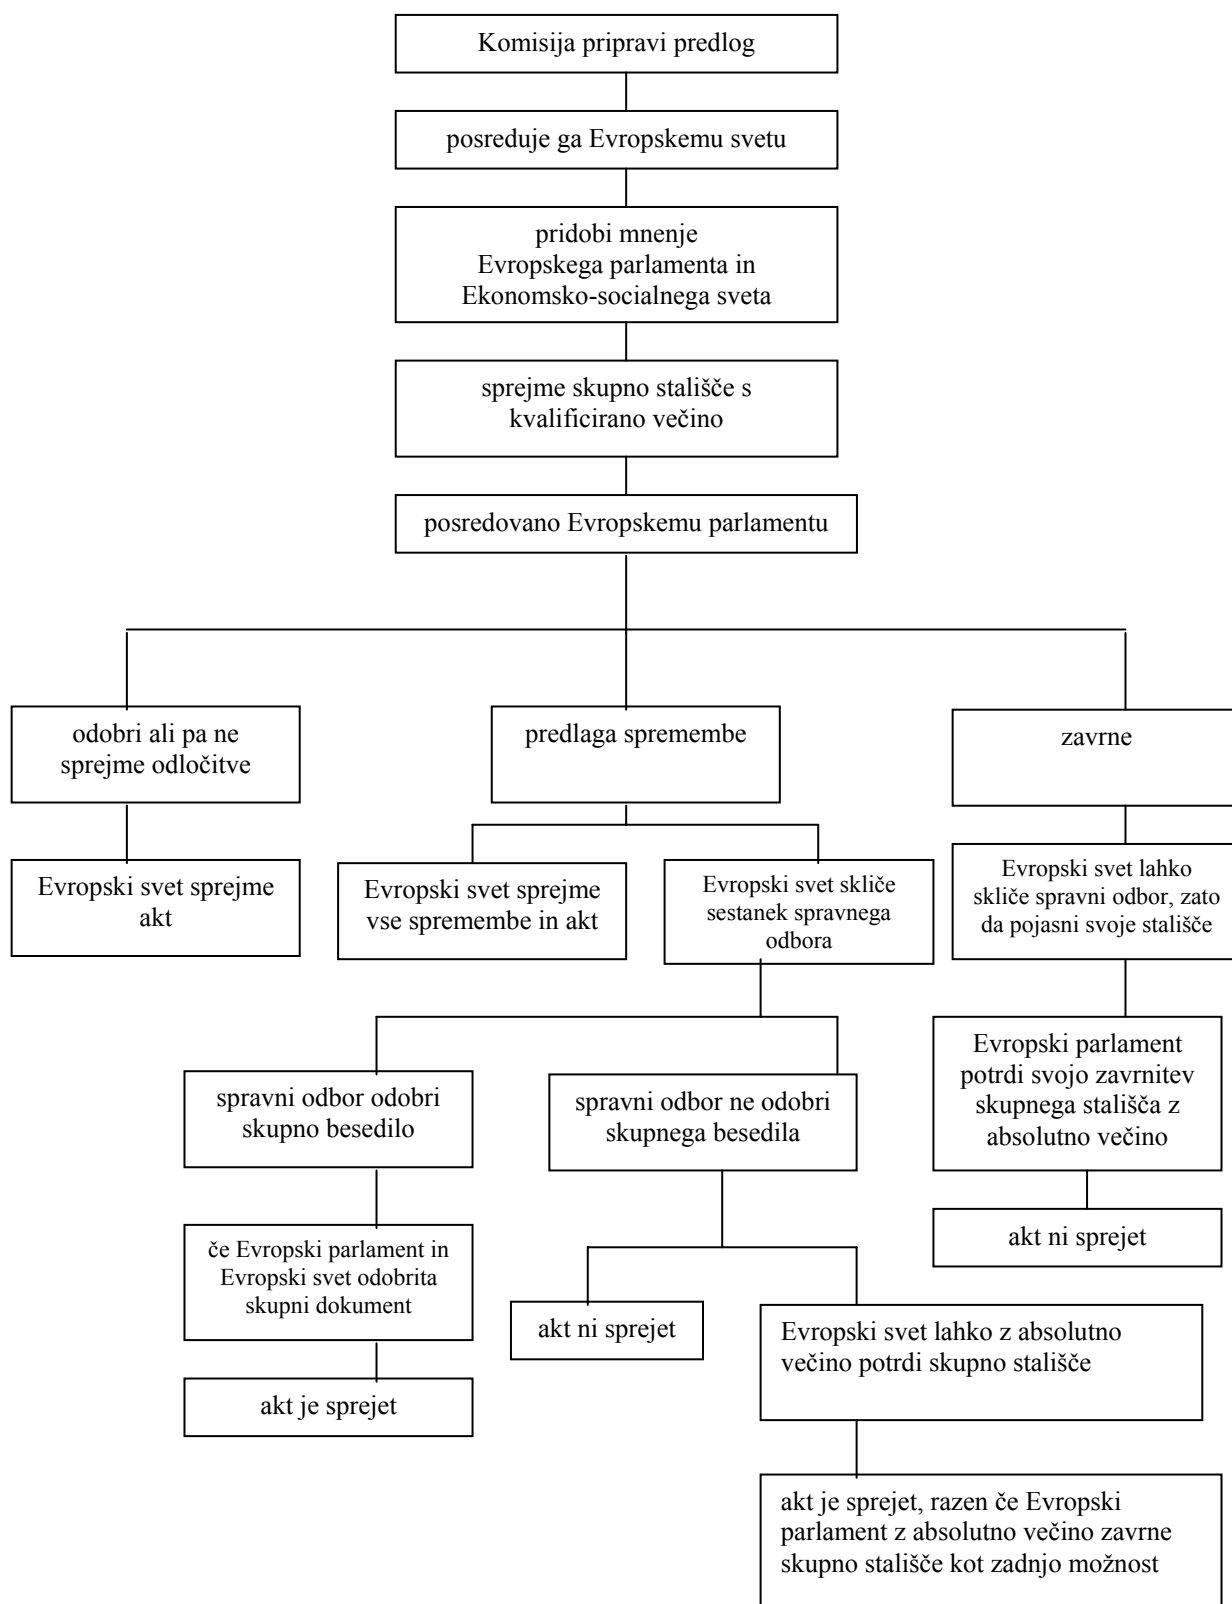 Komisija pripravi predlog
posreduje ga Evropskemu svetu
pridobi mnenje
Evropskega parlamenta in
Ekonomsko-socialnega sveta
sprejme skupno stališče s
kvalificirano večino
posredovano Evropskemu parlamentu
odobri ali pa ne
sprejme odločitve
predlaga spremembe
zavrne
Evropski svet sprejme
akt
Evropski svet sprejme
vse spremembe in akt
Evropski svet skliče
sestanek spravnega
odbora
Evropski svet lahko
skliče spravni odbor, zato
da pojasni svoje stališče
spravni odbor odobri
skupno besedilo
spravni odbor ne odobri
skupnega besedila
Evropski parlament
potrdi svojo zavrnitev
skupnega stališča z
absolutno večino
če Evropski parlament in
Evropski svet odobrita
skupni dokument
akt ni sprejet
akt ni sprejet
Evropski svet lahko z absolutno
večino potrdi skupno stališče
akt je sprejet
akt je sprejet, razen če Evropski
parlament z absolutno večino zavrne
skupno stališče kot zadnjo možnost